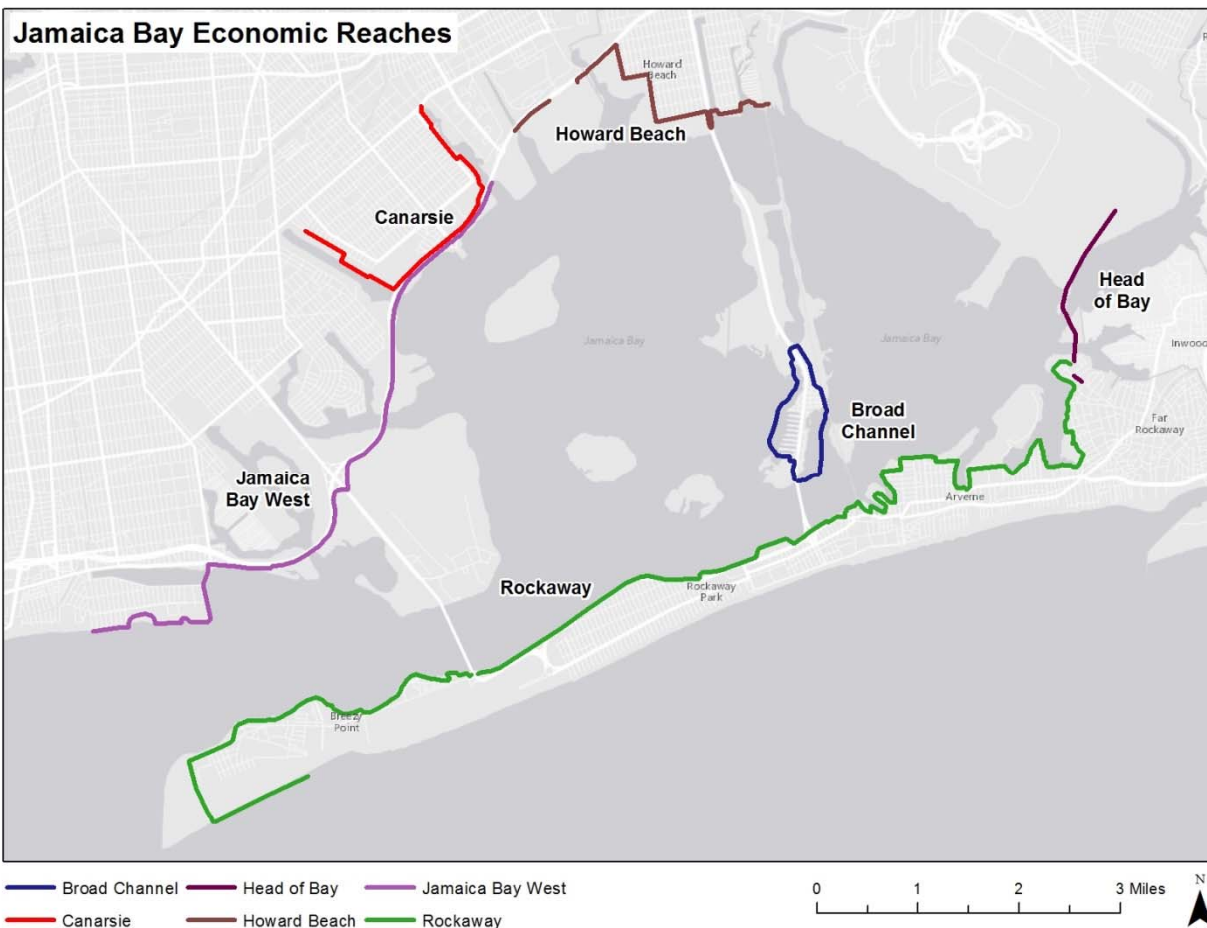 Jamaica Bay Economic Reaches
Howard
Beach
Howard Beach
Canarsie
Head
of Bay
Jamaica Bay
Jamaica Bay
Inwood
Broad
Channel
Far
Rockaway
Jamaica
Bay West
Arverne
Rockaway
Rockaway
Park
Breezy
Point
Broad Channel
Head of Bay
Jamaica Bay West
Canarsie
Howard Beach
Rockaway
0 1 2 3 Miles
N